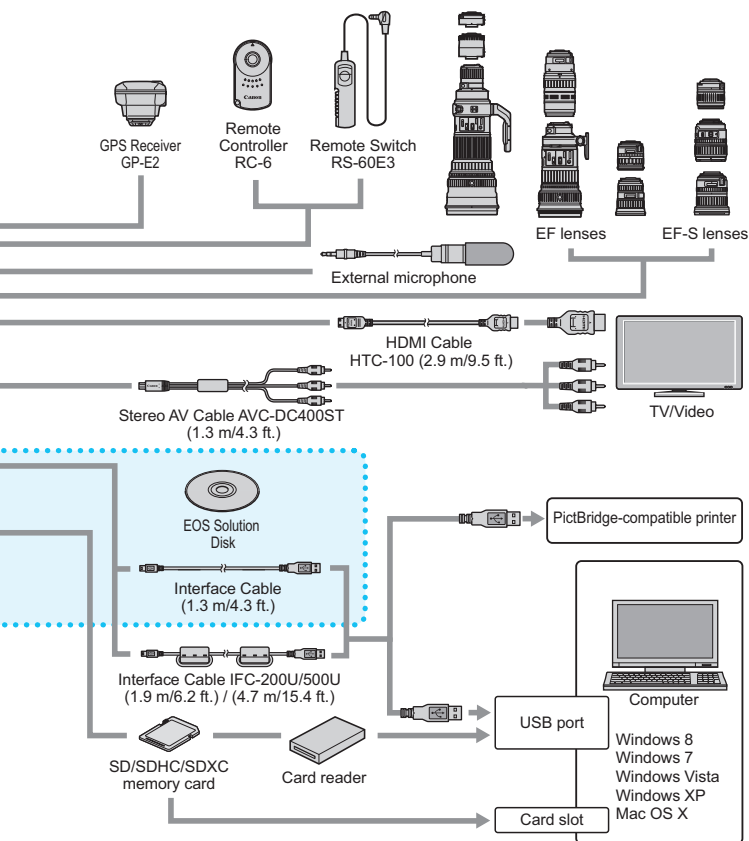 Canon
GPS Receiver
GP-E2
Remote
Controller
RC-6
Remote Switch
RS-60E3
EF lenses
EF-S lenses
External microphone
HDMI Cable
HTC-100 (2.9 m/9.5 ft.)
Stereo AV Cable AVC-DC400ST
(1.3 m/4.3 ft.)
TV/Video
EOS Solution
Disk
PictBridge-compatible printer
Interface Cable
(1.3 m/4.3 ft.)
Interface Cable IFC-200U/500U
(1.9 m/6.2 ft.) / (4.7 m/15.4 ft.)
Computer
USB port
Windows 8
Windows 7
Windows Vista
Windows XP
Mac OS X
SD/SDHC/SDXC
memory card
Card reader
Card slot